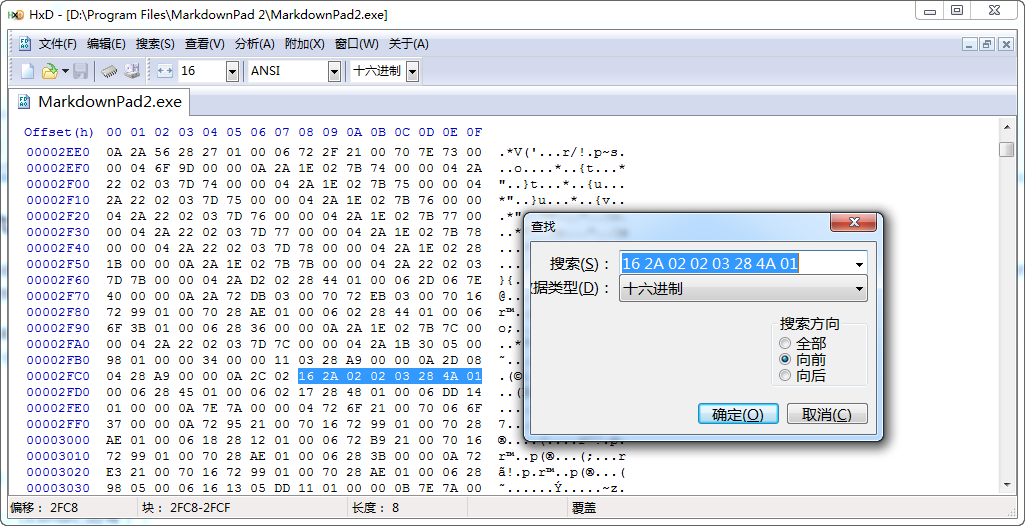 HxD - [D:\Program Files\MarkdownPad 2\MarkdownPad2.exe]
文件(F) 编辑(E) 搜索(S) 查看(V) 分析(A) 附加(X) 窗口(W) 关于(A)
16 ANSI 十六进制
MarkdownPad2.exe
Offset(h) 00 01 02 03 04 05 06 07 08 09 0A 0B 0C 0D 0E 0F
00002EE0 0A 2A 56 28 27 01 00 06 72 2F 21 00 70 7E 73 00 .*V('...r/!.p~s.
00002EF0 00 04 6F 9D 00 00 0A 2A 1E 02 7B 74 00 00 04 2A ..o....*..{t...*
00002F00 22 02 03 7D 74 00 00 04 2A 1E 02 7B 75 00 00 04 "..}t...*..{u...
00002F10 2A 22 02 03 7D 75 00 00 04 2A 1E 02 7B 76 00 00 *"..}u...*..{v..
00002F20 04 2A 22 02 03 7D 76 00 00 04 2A 1E 02 7B 77 00 .*"
00002F30 00 04 2A 22 02 03 7D 77 00 00 04 2A 1E 02 7B 78 ..*
00002F40 00 00 04 2A 22 02 03 7D 78 00 00 04 2A 1E 02 28
00002F50 1B 00 00 0A 2A 1E 02 7B 7B 00 00 04 2A 22 02 03
00002F60 7D 7B 00 00 04 2A D2 02 28 44 01 00 06 2D 06 7E }{.
00002F70 40 00 00 0A 2A 72 DB 03 00 70 72 EB 03 00 70 16 @..
00002F80 72 99 01 00 70 28 AE 01 00 06 02 28 44 01 00 06 r™.
00002F90 6F 3B 01 00 06 28 36 00 00 0A 2A 1E 02 7B 7C 00 o;.
00002FA0 00 04 2A 22 02 03 7D 7C 00 00 04 2A 1B 30 05 00 ..*
00002FB0 98 01 00 00 34 00 00 11 03 28 A9 00 00 0A 2D 08 ˜..
00002FC0 04 28 A9 00 00 0A 2C 02 16 2A 02 02 03 28 4A 01 .(©
00002FD0 00 06 28 45 01 00 06 02 17 28 48 01 00 06 DD 14 ..(
00002FE0 01 00 00 0A 7E 7A 00 00 04 72 6F 21 00 70 06 6F ...
00002FF0 37 00 00 0A 72 95 21 00 70 16 72 99 01 00 70 28 7..
00003000 AE 01 00 06 18 28 12 01 00 06 72 B9 21 00 70 16 ®....(....r¹!.p.
00003010 72 99 01 00 70 28 AE 01 00 06 28 3B 00 00 0A 72 r™..p(®...(;...r
00003020 E3 21 00 70 16 72 99 01 00 70 28 AE 01 00 06 28 ã!.p.r™..p(®...(
00003030 98 05 00 06 16 13 05 DD 11 01 00 00 0B 7E 7A 00 ˜......Ý.....~z.
查找
搜索(S)： 16 2A 02 02 03 28 4A 01
据类型(D)： 十六进制
搜索方向
全部
向前
向后
确定(O) 取消(C)
偏移： 2FC8 块： 2FC8-2FCF 长度： 8 覆盖